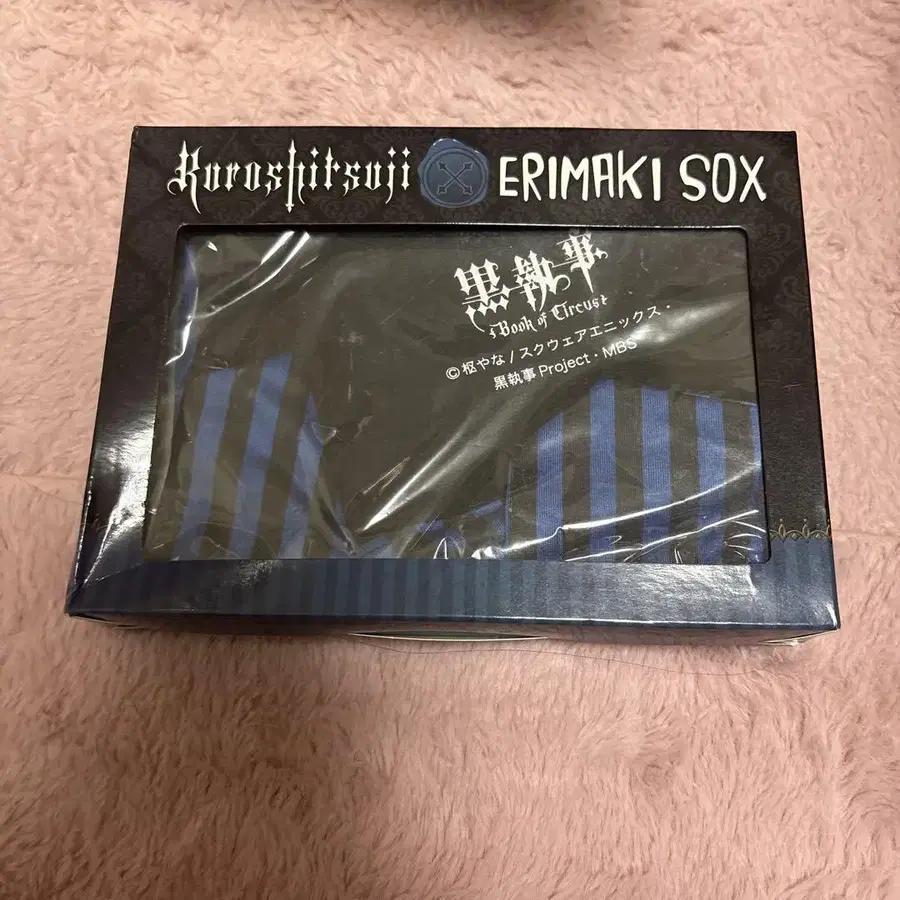 Kuroshitsuji ERIMAKI SOX
黒執事
Book of Circus
©枢やな/スクウェアエニックス・
黒執事 Project・MBS